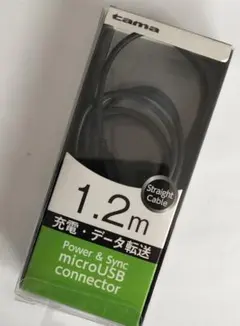 tama
Straight
Cable
1.2m
充電・データ転送
Power & Sync
microUSB
connector